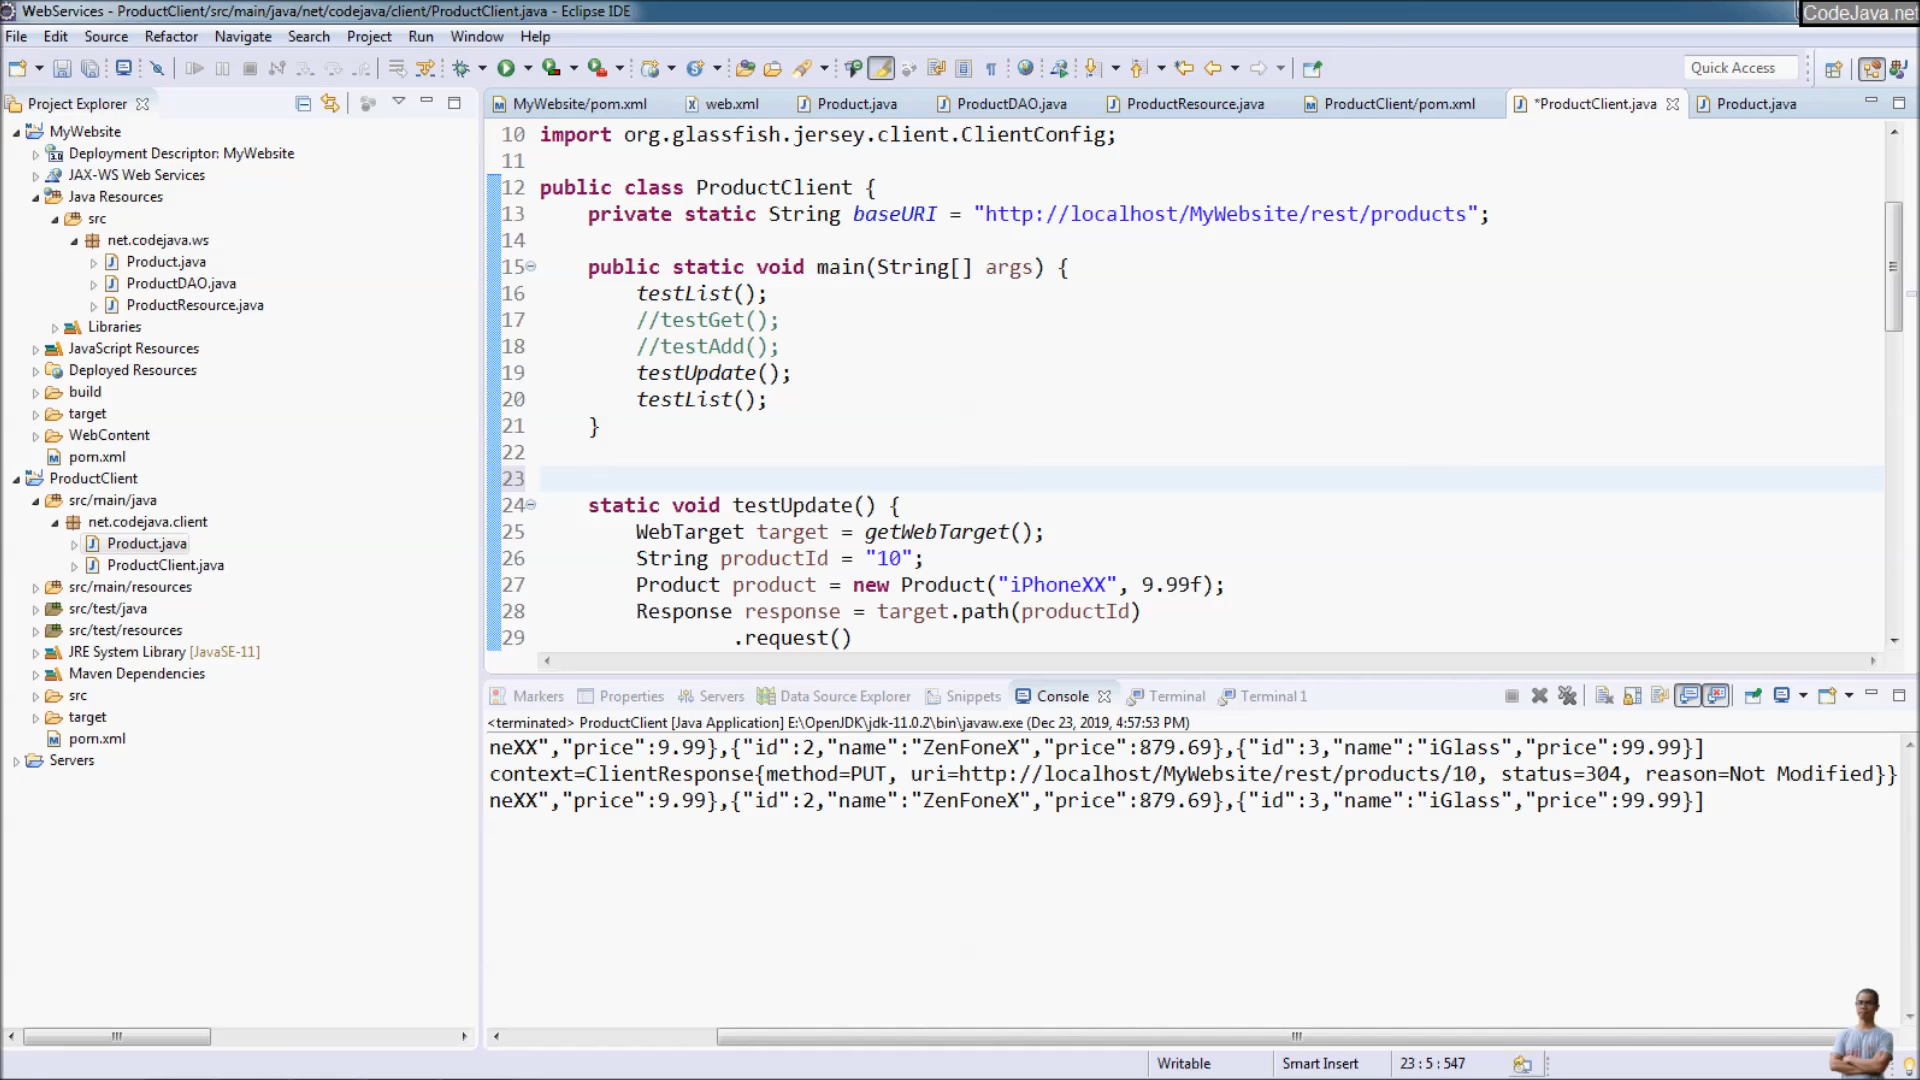 WebServices - ProductClient/src/main/java/net/codejava/client/ProductClient.java - Eclipse IDE
CodeJava.net
File Edit Source Refactor Navigate Search Project Run Window Help
Quick Access
Project Explorer
MyWebsite
Deployment Descriptor: MyWebsite
JAX-WS Web Services
Java Resources
src
net.codejava.ws
Product.java
ProductDAO.java
ProductResource.java
Libraries
JavaScript Resources
Deployed Resources
build
target
WebContent
pom.xml
ProductClient
src/main/java
net.codejava.client
Product.java
ProductClient.java
src/main/resources
src/test/java
src/test/resources
JRE System Library [JavaSE-11]
Maven Dependencies
src
target
pom.xml
Servers
MyWebsite/pom.xml web.xml Product.java ProductDAO.java ProductResource.java ProductClient/pom.xml *ProductClient.java Product.java
10 import org.glassfish.jersey.client.ClientConfig;
11
12 public class ProductClient {
13 private static String baseURI = "http://localhost/MyWebsite/rest/products";
14
15 public static void main(String[] args) {
16 testList();
17 //testGet();
18 //testAdd();
19 testUpdate();
20 testList();
21 }
22
23
24 static void testUpdate() {
25 WebTarget target = getWebTarget();
26 String productId = "10";
27 Product product = new Product("iPhoneXX", 9.99f);
28 Response response = target.path(productId)
29 .request()
Markers Properties Servers Data Source Explorer Snippets Console Terminal Terminal 1
<terminated> ProductClient [Java Application] E:\OpenJDK\jdk-11.0.2\bin\javaw.exe (Dec 23, 2019, 4:57:53 PM)
neXX","price":9.99},{"id":2,"name":"ZenFoneX","price":879.69},{"id":3,"name":"iGlass","price":99.99}]
context=ClientResponse{method=PUT, uri=http://localhost/MyWebsite/rest/products/10, status=304, reason=Not Modified}}
neXX","price":9.99},{"id":2,"name":"ZenFoneX","price":879.69},{"id":3,"name":"iGlass","price":99.99}]
Writable Smart Insert 23 : 5 : 547